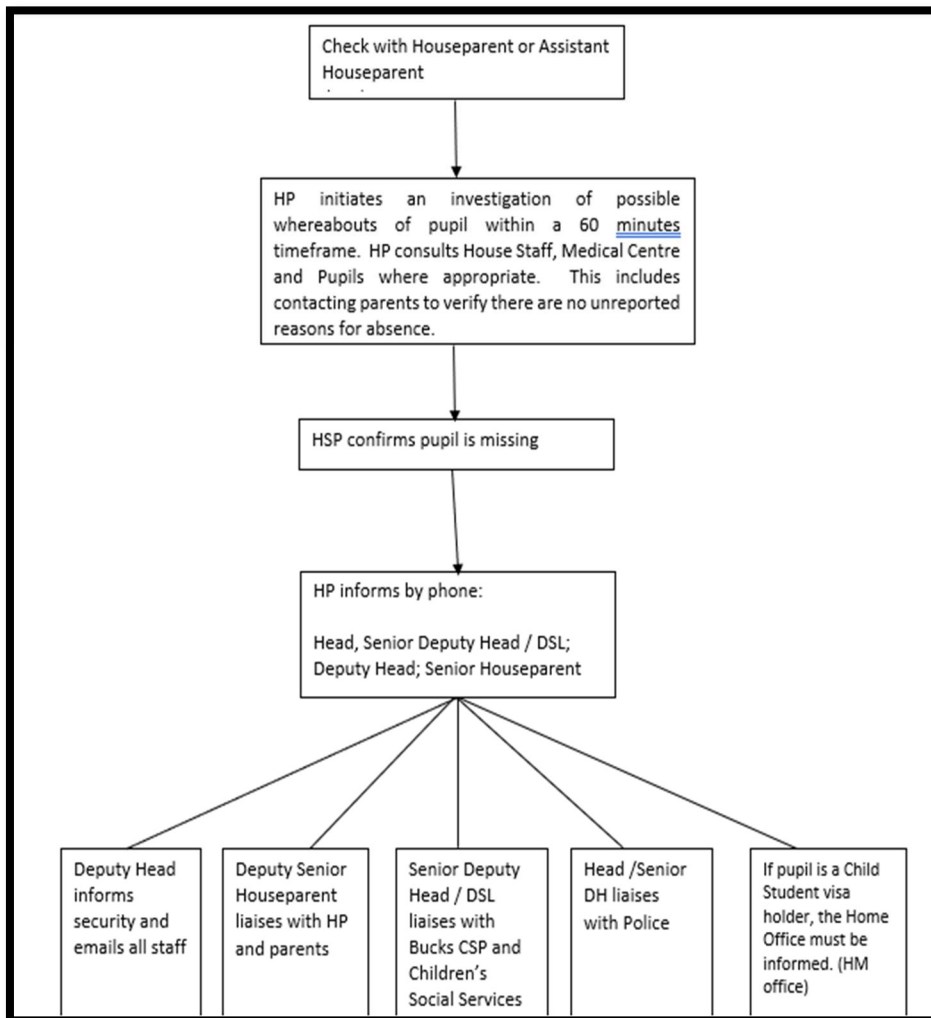 Check with Houseparent or Assistant
Houseparent
HP initiates an investigation of possible
whereabouts of pupil within a 60 minutes
timeframe. HP consults House Staff, Medical Centre
and Pupils where appropriate. This includes
contacting parents to verify there are no unreported
reasons for absence.
HSP confirms pupil is missing
HP informs by phone:
Head, Senior Deputy Head / DSL;
Deputy Head; Senior Houseparent
Deputy Head
informs
security and
emails all staff
Deputy Senior
Houseparent
liaises with HP
and parents
Senior Deputy
Head / DSL
liaises with
Bucks CSP and
Children's
Social Services
Head /Senior
DH liaises
with Police
If pupil is a Child
Student visa
holder, the Home
Office must be
informed. (HM
office)